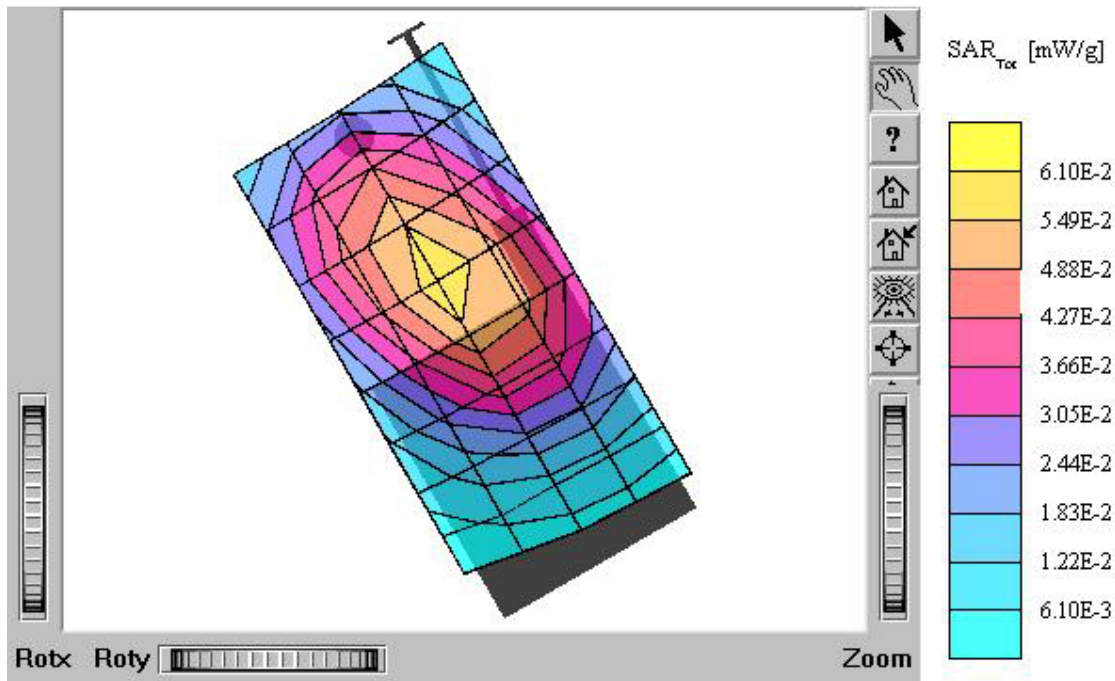 SAR_Tot [mW/g]
?
6.10E-2
5.49E-2
4.88E-2
4.27E-2
3.66E-2
3.05E-2
2.44E-2
1.83E-2
1.22E-2
6.10E-3
Rotx Roty Zoom